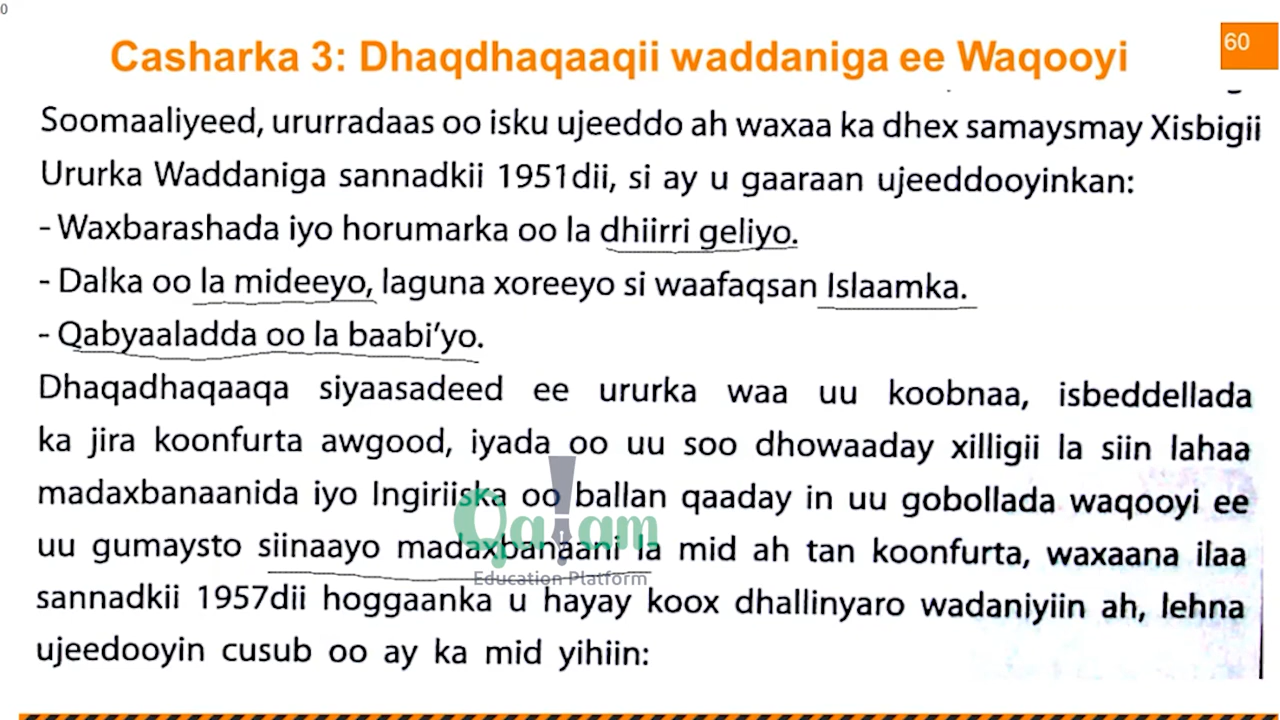 0
Casharka 3: Dhaqdhaqaaqii waddaniga ee Waqooyi
60
Soomaaliyeed, ururradaas oo isku ujeeddo ah waxaa ka dhex samaysmay Xisbigii
Ururka Waddaniga sannadkii 1951dii, si ay u gaaraan ujeeddooyinkan:
- Waxbarashada iyo horumarka oo la dhiirri geliyo.
- Dalka oo la mideeyo, laguna xoreeyo si waafaqsan Islaamka.
- Qabyaaladda oo la baabi'yo.
Dhaqadhaqaaqa siyaasadeed ee ururka waa uu koobnaa, isbeddellada
ka jira koonfurta awgood, iyada oo uu soo dhowaaday xilligii la siin lahaa
madaxbanaanida iyo Ingiriiska oo ballan qaaday in uu gobollada waqooyi ee
uu gumaysto siinaayo madaxbanaani la mid ah tan koonfurta, waxaana ilaa
sannadkii 1957dii hoggaanka u hayay koox dhallinyaro wadaniyiin ah, lehna
ujeedooyin cusub oo ay ka mid yihiin:
Qalam
Education Platform